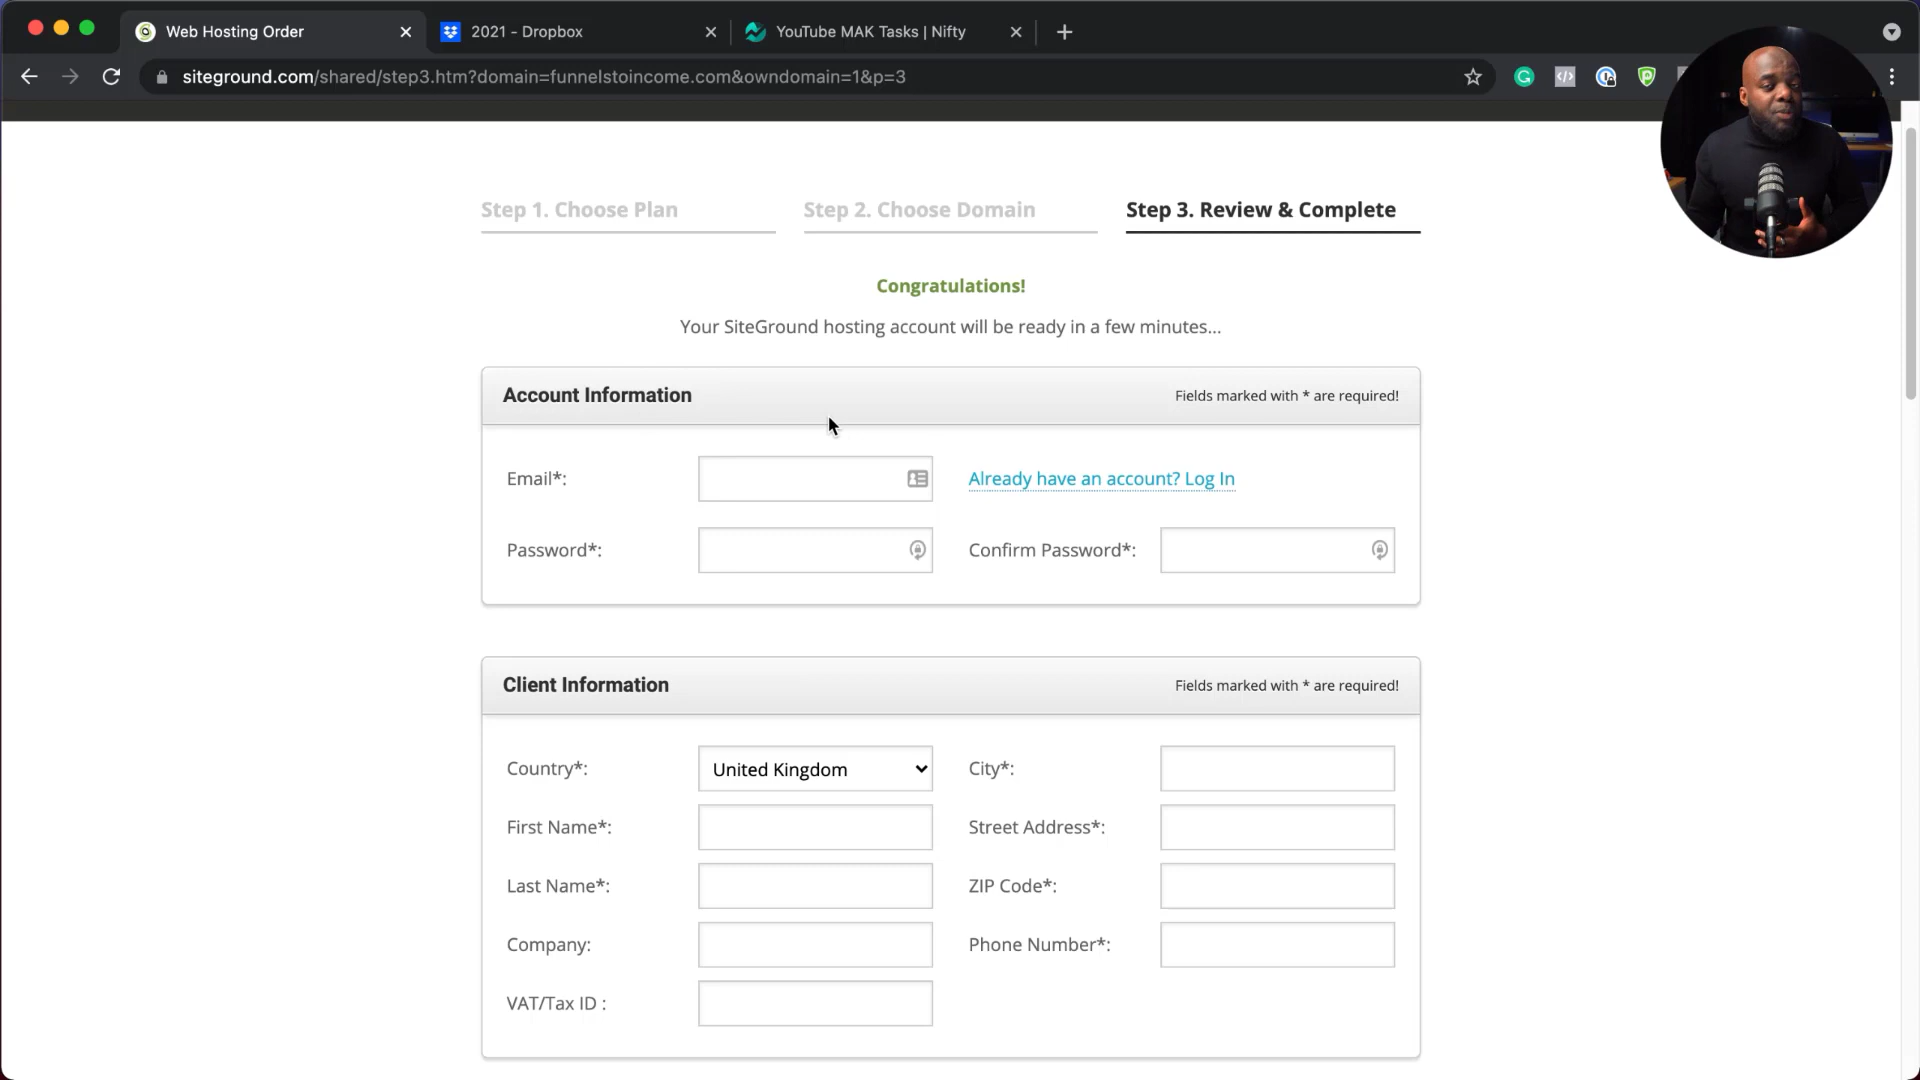 Web Hosting Order
2021 - Dropbox
YouTube MAK Tasks | Nifty
siteground.com/shared/step3.htm?domain=funnelstoincome.com&owndomain=1&p=3
Step 1. Choose Plan
Step 2. Choose Domain
Step 3. Review & Complete
Congratulations!
Your SiteGround hosting account will be ready in a few minutes...
Account Information
Fields marked with * are required!
Email*:
Already have an account? Log In
Password*:
Confirm Password*:
Client Information
Fields marked with * are required!
Country*:
United Kingdom
City*:
First Name*:
Street Address*:
Last Name*:
ZIP Code*:
Company:
Phone Number*:
VAT/Tax ID :